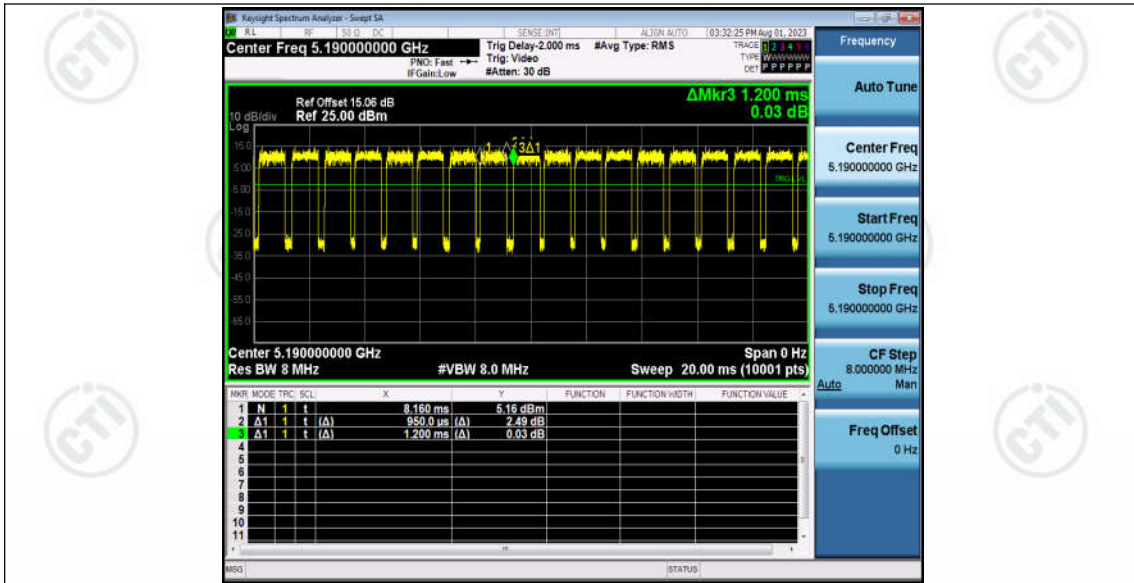 Keysight Spectrum Analyzer - Swept SA
RL RF 50 Ω DC SENSE:INT ALIGN AUTO 03:32:25 PM Aug 01, 2023
Center Freq 5.190000000 GHz
PNO: Fast
IFGain:Low
Trig Delay-2.000 ms
Trig: Video
#Atten: 30 dB
#Avg Type: RMS
TRACE 1 2 3 4 5 6
TYPE
DET P P P P P P
ΔMkr3 1.200 ms
0.03 dB
Ref Offset 15.06 dB
10 dB/div Ref 25.00 dBm
Log
15.0
5.00
-5.00
-15.0
-25.0
-35.0
-45.0
-55.0
-65.0
3Δ1
TRIG LVL
Center 5.190000000 GHz Span 0 Hz
Res BW 8 MHz #VBW 8.0 MHz Sweep 20.00 ms (10001 pts)
MKR MODE TRC SCL X Y FUNCTION FUNCTION WIDTH FUNCTION VALUE
1 N 1 t 8.160 ms 5.16 dBm
2 Δ1 1 t (Δ) 950.0 µs (Δ) 2.49 dB
3 Δ1 1 t (Δ) 1.200 ms (Δ) 0.03 dB
4
5
6
7
8
9
10
11
MSG STATUS
Frequency
Auto Tune
Center Freq
5.190000000 GHz
Start Freq
5.190000000 GHz
Stop Freq
5.190000000 GHz
CF Step
8.000000 MHz
Auto Man
Freq Offset
0 Hz
CTI
CTI
CTI
CTI